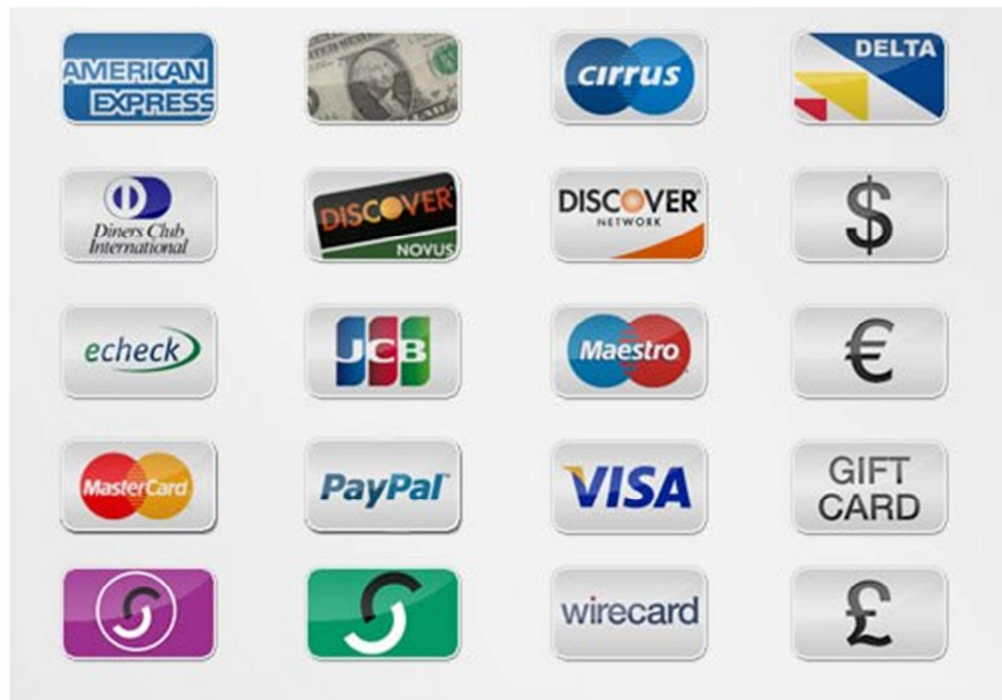 AMERICAN
EXPRESS
cirrus
DELTA
Diners Club
International
DISCOVER
NOVUS
DISCOVER
NETWORK
$
echeck
JCB
Maestro
€
MasterCard
PayPal
VISA
GIFT
CARD
wirecard
£